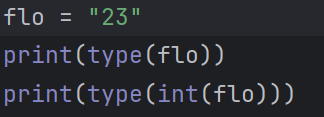 flo = "23"
print(type(flo))
print(type(int(flo)))